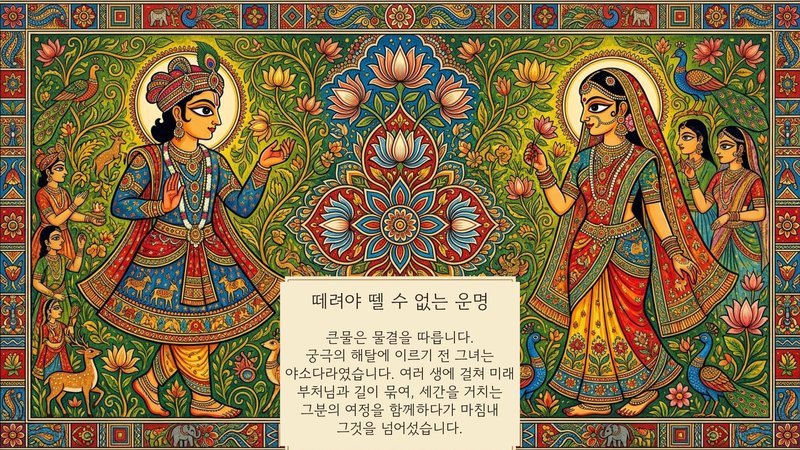 떼려야 뗄 수 없는 운명
큰물은 물결을 따릅니다.
궁극의 해탈에 이르기 전 그녀는
야소다라였습니다. 여러 생에 걸쳐 미래
부처님과 길이 묶여, 세간을 거치는
그분의 여정을 함께하다가 마침내
그것을 넘어섰습니다.